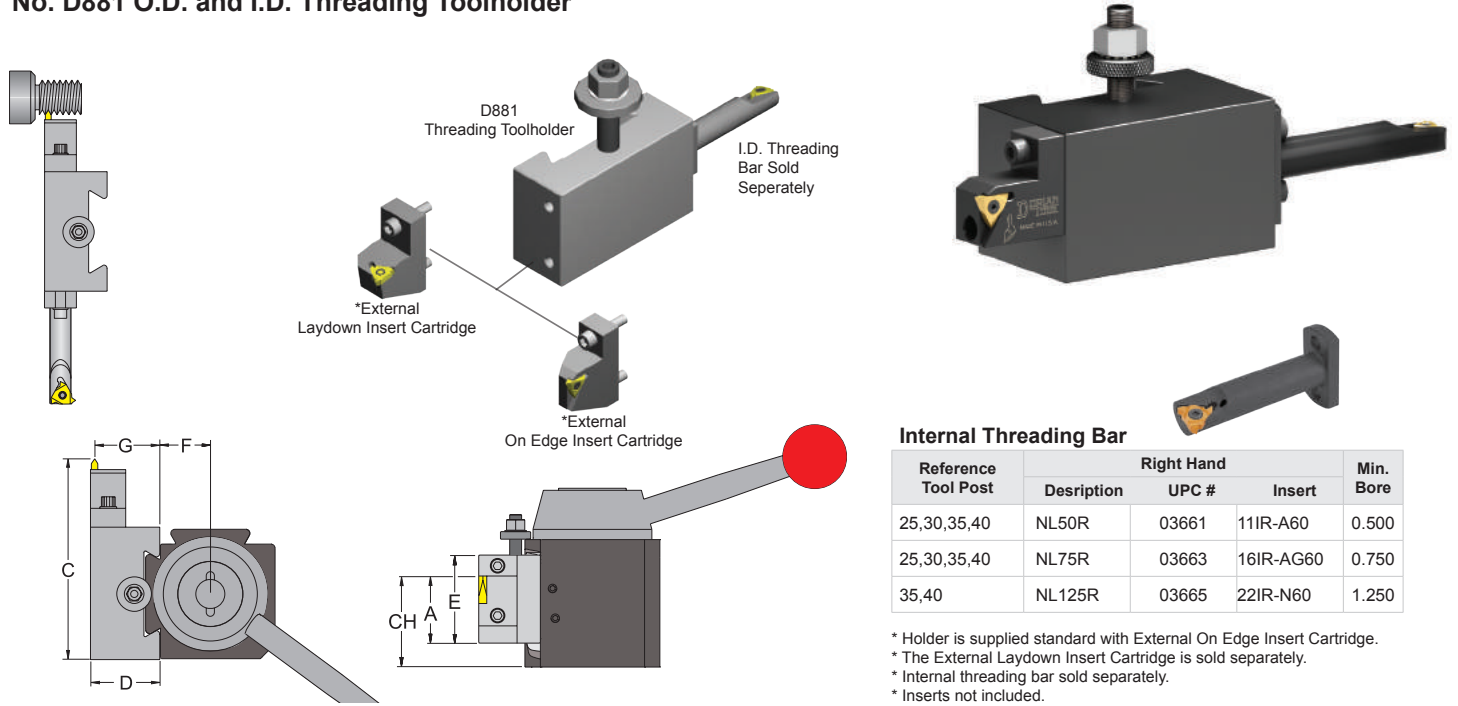 No. D881 O.D. and I.D. Threading Toolholder
D881
Threading Toolholder
I.D. Threading
Bar Sold
Seperately
*External
Laydown Insert Cartridge
*External
On Edge Insert Cartridge
DORIAN
TOOL
MADE IN U.S.A.
G F
C
D
CH A E
Internal Threading Bar
Reference Tool Post Right Hand Min. Bore
Desription UPC # Insert
25,30,35,40 NL50R 03661 11IR-A60 0.500
25,30,35,40 NL75R 03663 16IR-AG60 0.750
35,40 NL125R 03665 22IR-N60 1.250
* Holder is supplied standard with External On Edge Insert Cartridge.
* The External Laydown Insert Cartridge is sold separately.
* Internal threading bar sold separately.
* Inserts not included.